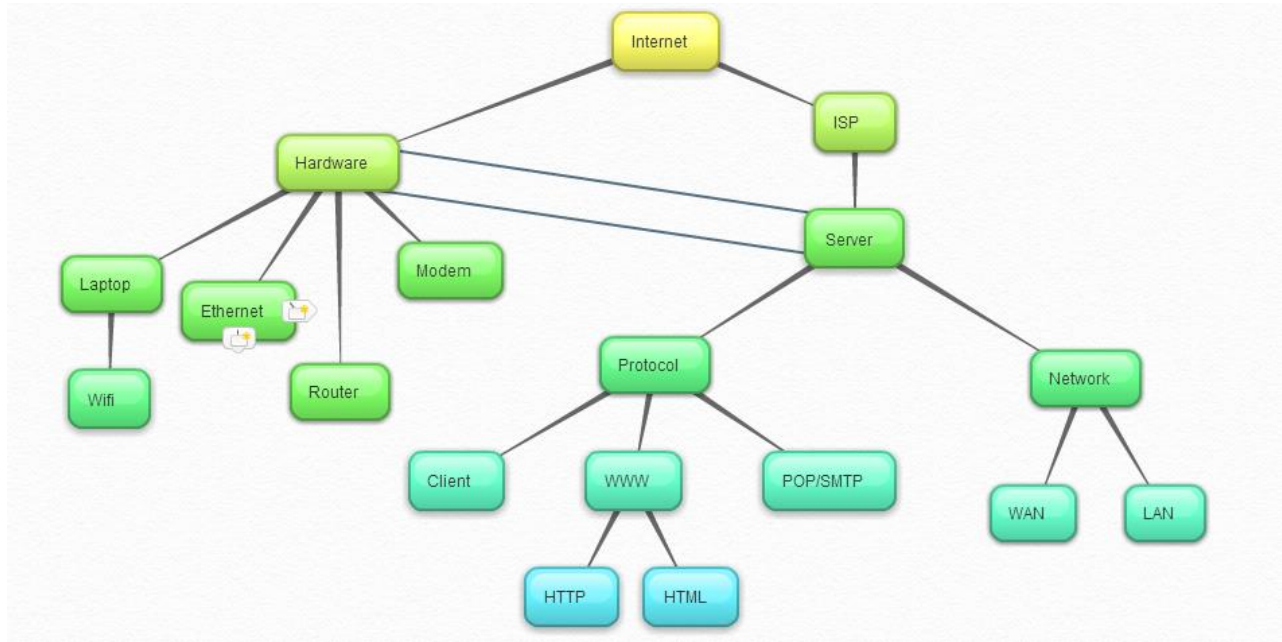 Internet
ISP
Hardware
Server
Laptop
Ethernet
Modem
Router
Wifi
Protocol
Network
Client
WWW
POP/SMTP
WAN
LAN
HTTP
HTML